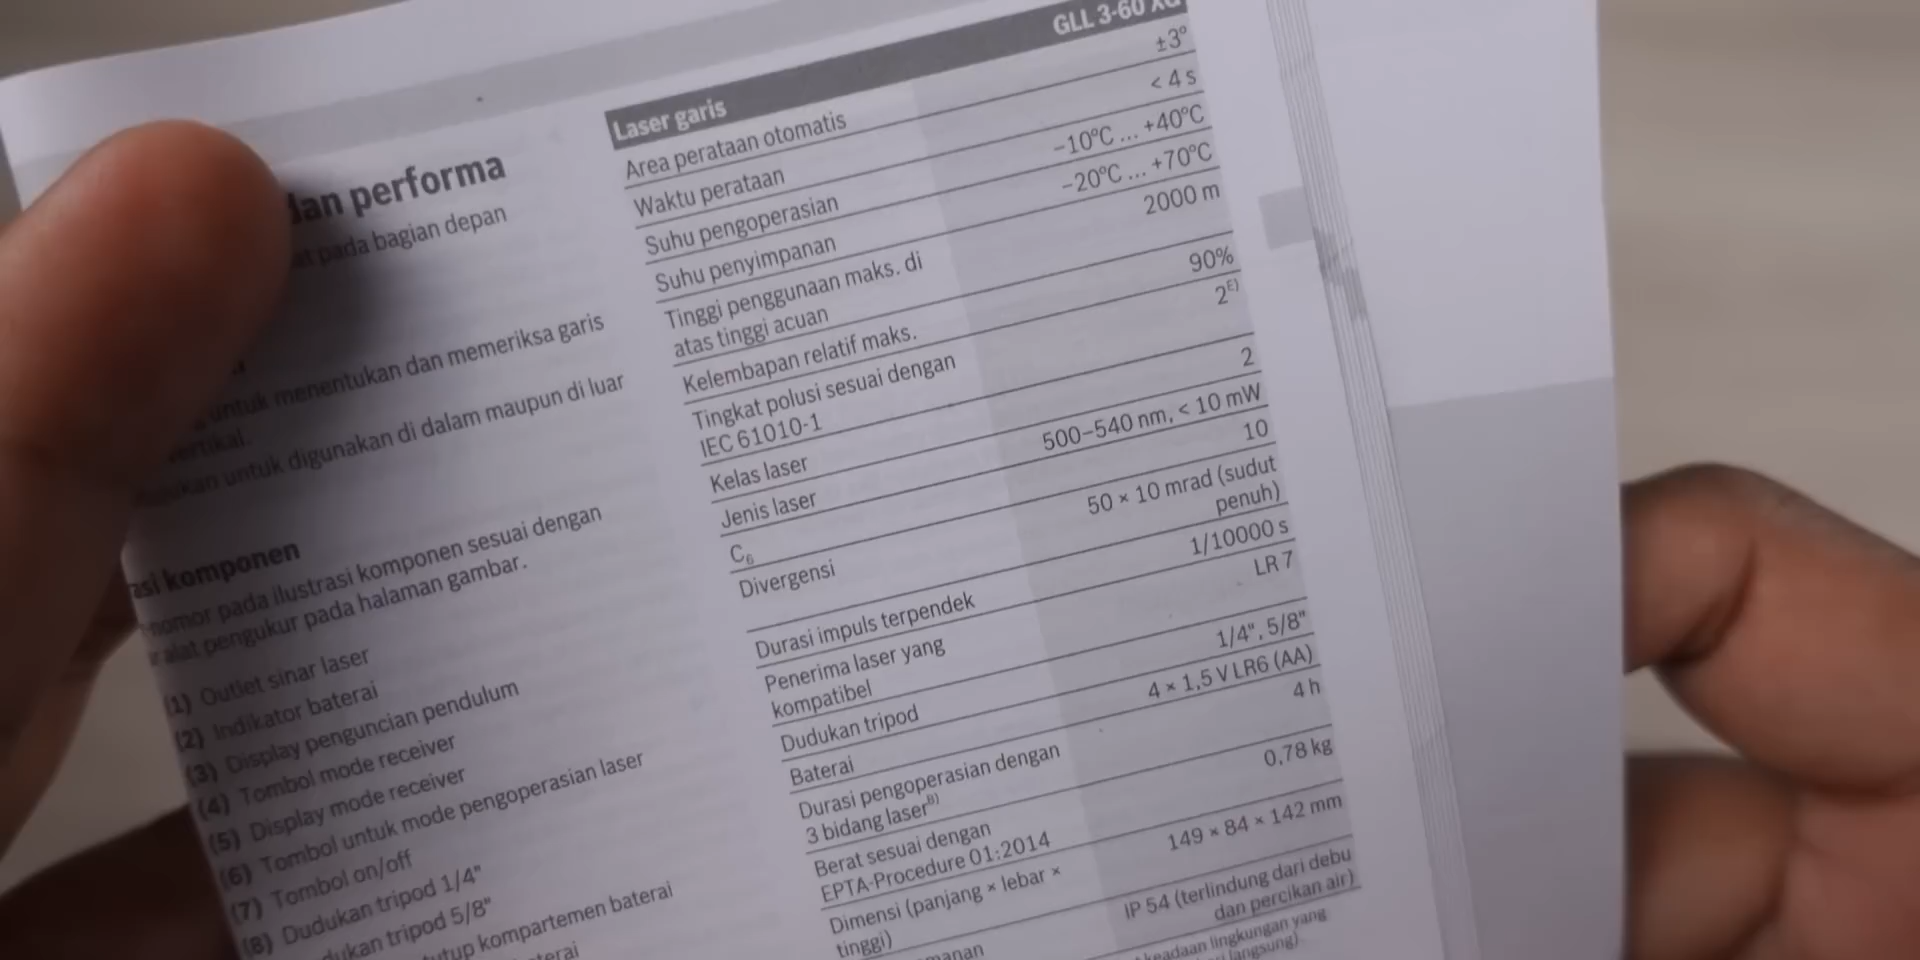 dan performa
pada bagian depan
untuk menentukan dan memeriksa garis
vertikal.
untuk digunakan di dalam maupun di luar
komponen
nomor pada ilustrasi komponen sesuai dengan
alat pengukur pada halaman gambar.
(1) Outlet sinar laser
(2) Indikator baterai
(3) Display penguncian pendulum
(4) Tombol mode receiver
(5) Display mode receiver
(6) Tombol untuk mode pengoperasian laser
(7) Tombol on/off
(8) Dudukan tripod 1/4"
tripod 5/8"
kompartemen baterai
Laser garis GLL 3-60
Area perataan otomatis ±3°
Waktu perataan < 4 s
Suhu pengoperasian –10°C ... +40°C
Suhu penyimpanan –20°C ... +70°C
Tinggi penggunaan maks. di 2000 m
atas tinggi acuan
Kelembapan relatif maks. 90%
Tingkat polusi sesuai dengan 2E)
IEC 61010-1
Kelas laser 2
Jenis laser 500–540 nm, < 10 mW
C6 10
Divergensi 50 × 10 mrad (sudut
penuh)
Durasi impuls terpendek 1/10000 s
Penerima laser yang LR 7
kompatibel
Dudukan tripod 1/4", 5/8"
Baterai 4 × 1,5 V LR6 (AA)
Durasi pengoperasian dengan 4 h
3 bidang laserB)
Berat sesuai dengan 0,78 kg
EPTA-Procedure 01:2014
Dimensi (panjang × lebar × 149 × 84 × 142 mm
tinggi)
IP 54 (terlindung dari debu
dan percikan air)
keadaan lingkungan yang
langsung)